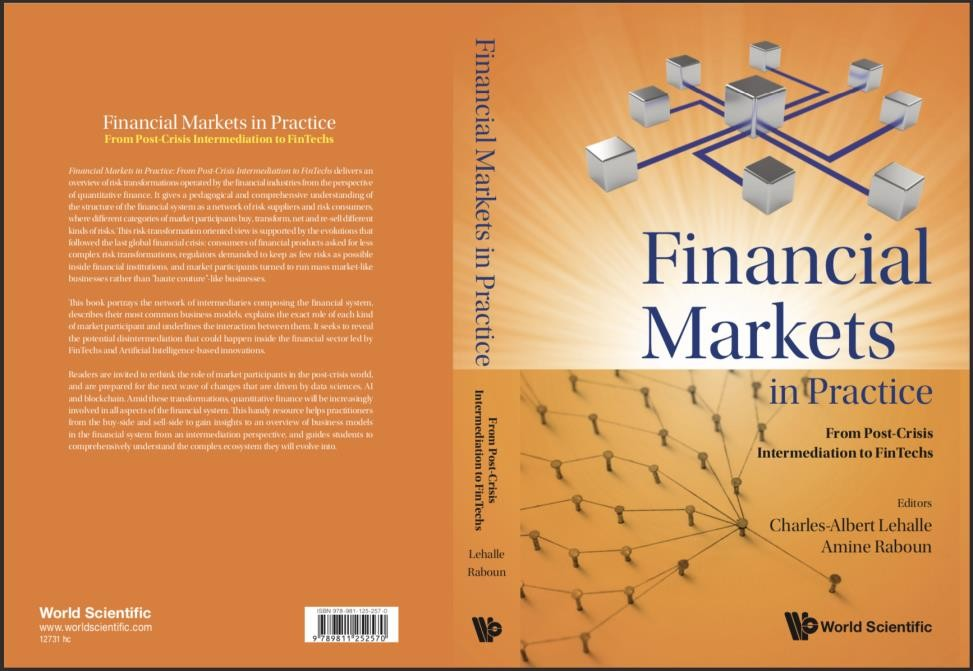 Financial Markets in Practice
From Post-Crisis Intermediation to FinTechs
Financial Markets in Practice: From Post-Crisis Intermediation to FinTechs delivers an
overview of risk transformations operated by the financial industries from the perspective
of quantitative finance. It gives a pedagogical and comprehensive understanding of
the structure of the financial system as a network of risk suppliers and risk consumers,
where different categories of market participants buy, transform, net and re-sell different
kinds of risks. This risk-transformation oriented view is supported by the evolutions that
followed the last global financial crisis: consumers of financial products asked for less
complex risk transformations, regulators demanded to keep as few risks as possible
inside financial institutions, and market participants turned to run mass market-like
businesses rather than "haute couture"-like businesses.
This book portrays the network of intermediaries composing the financial system,
describes their most common business models, explains the exact role of each kind
of market participant and underlines the interaction between them. It seeks to reveal
the potential disintermediation that could happen inside the financial sector led by
FinTechs and Artificial Intelligence-based innovations.
Readers are invited to rethink the role of market participants in the post-crisis world,
and are prepared for the next wave of changes that are driven by data sciences, AI
and blockchain. Amid these transformations, quantitative finance will be increasingly
involved in all aspects of the financial system. This handy resource helps practitioners
from the buy-side and sell-side to gain insights to an overview of business models
in the financial system from an intermediation perspective, and guides students to
comprehensively understand the complex ecosystem they will evolve into.
World Scientific
www.worldscientific.com
12731 hc
ISBN 978-981-125-257-0
9 789811 252570
Financial Markets in Practice
From Post-Crisis
Intermediation to FinTechs
Lehalle
Raboun
Financial
Markets
in Practice
From Post-Crisis
Intermediation to FinTechs
Editors
Charles-Albert Lehalle
Amine Raboun
World Scientific